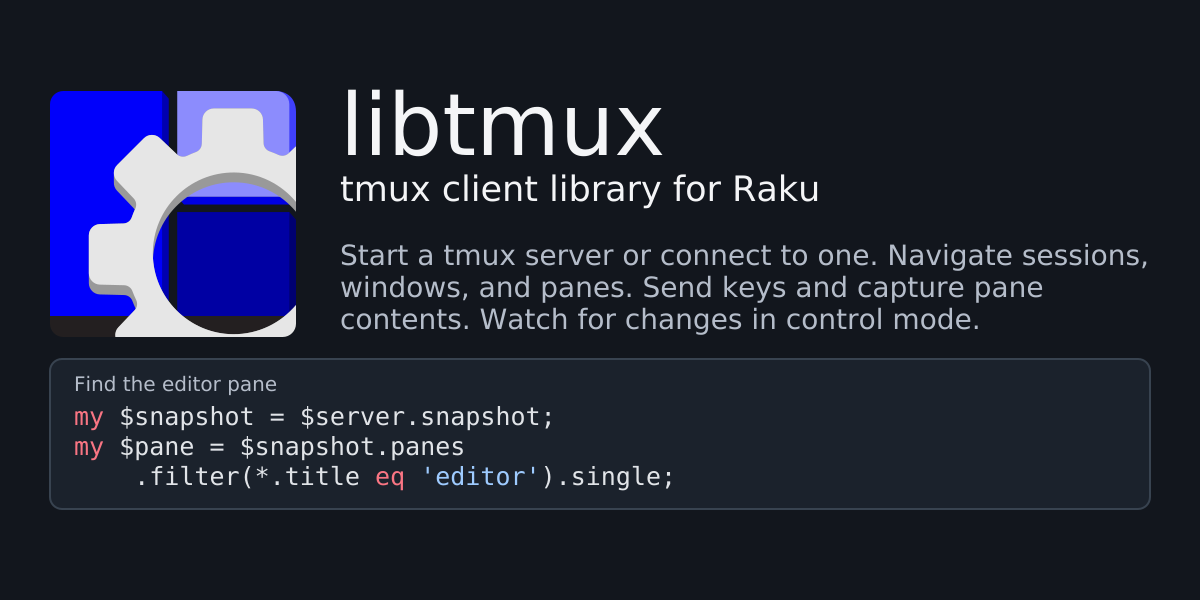 libtmux
tmux client library for Raku
Start a tmux server or connect to one. Navigate sessions,
windows, and panes. Send keys and capture pane
contents. Watch for changes in control mode.
Find the editor pane
my $snapshot = $server.snapshot;
my $pane = $snapshot.panes
    .filter(*.title eq 'editor').single;